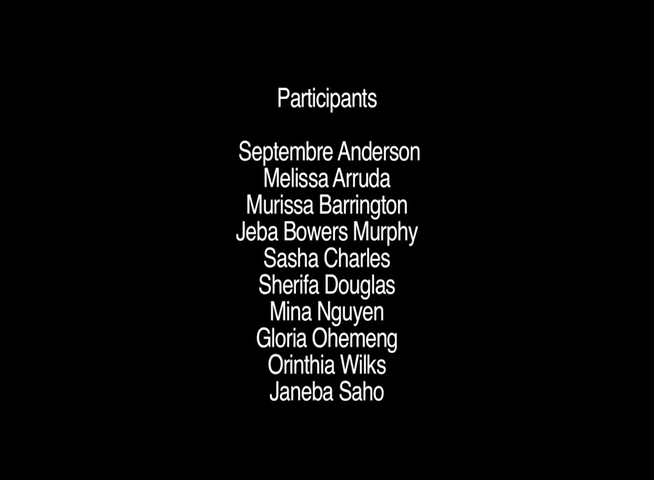 Participants
Septembre Anderson
Melissa Arruda
Murissa Barrington
Jeba Bowers Murphy
Sasha Charles
Sherifa Douglas
Mina Nguyen
Gloria Ohemeng
Orinthia Wilks
Janeba Saho